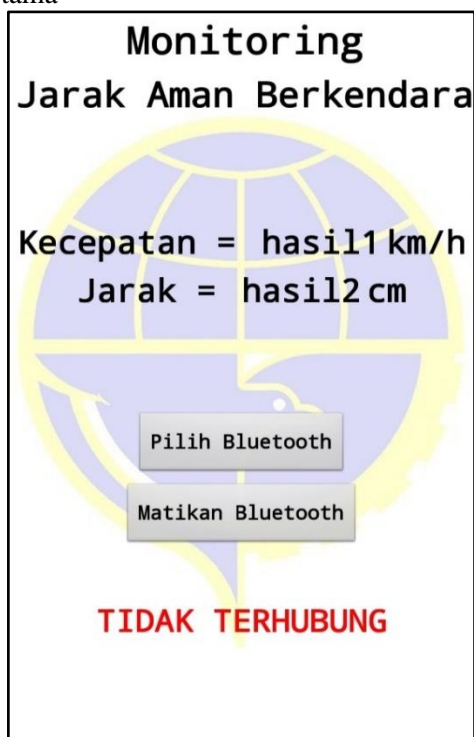 Monitoring
Jarak Aman Berkendara
Kecepatan = hasil1 km/h
Jarak = hasil2 cm
Pilih Bluetooth
Matikan Bluetooth
TIDAK TERHUBUNG